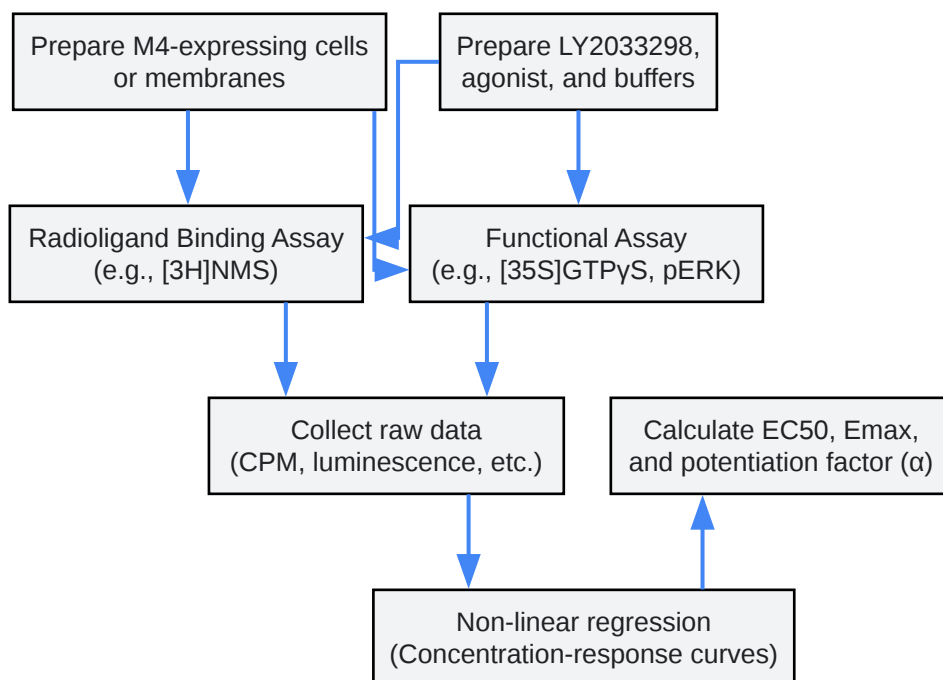 Prepare M4-expressing cells
or membranes
Prepare LY2033298,
agonist, and buffers
Radioligand Binding Assay
(e.g., [3H]NMS)
Functional Assay
(e.g., [35S]GTPγS, pERK)
Collect raw data
(CPM, luminescence, etc.)
Calculate EC50, Emax,
and potentiation factor (α)
Non-linear regression
(Concentration-response curves)